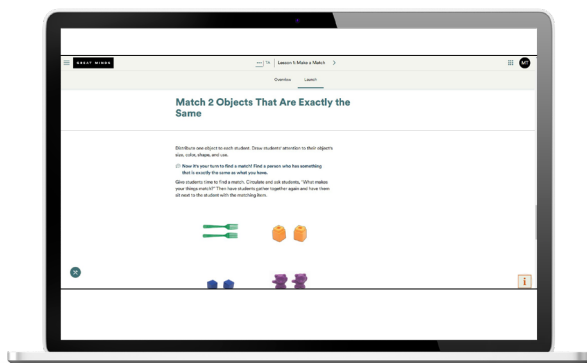 GREAT MINDS
TK
Lesson 1: Make a Match
MT
Overview
Launch
Match 2 Objects That Are Exactly the
Same
Distribute one object to each student. Draw students' attention to their object's
size, color, shape, and use.
Now it's your turn to find a match! Find a person who has something
that is exactly the same as what you have.
Give students time to find a match. Circulate and ask students, "What makes
your things match?" Then have students gather together again and have them
sit next to the student with the matching item.
i